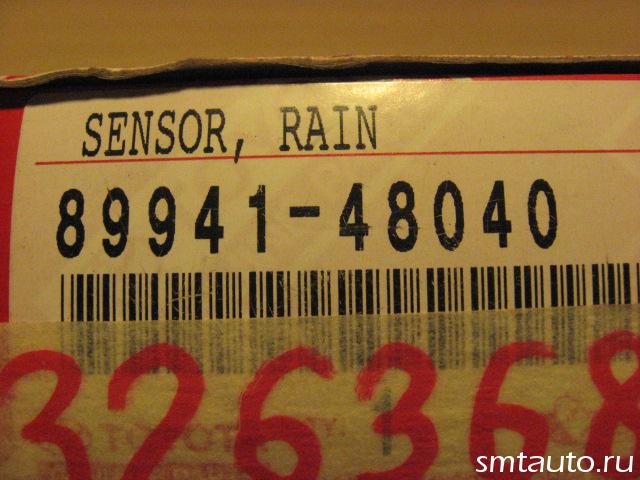 SENSOR, RAIN
89941-48040
326368
smtauto.ru